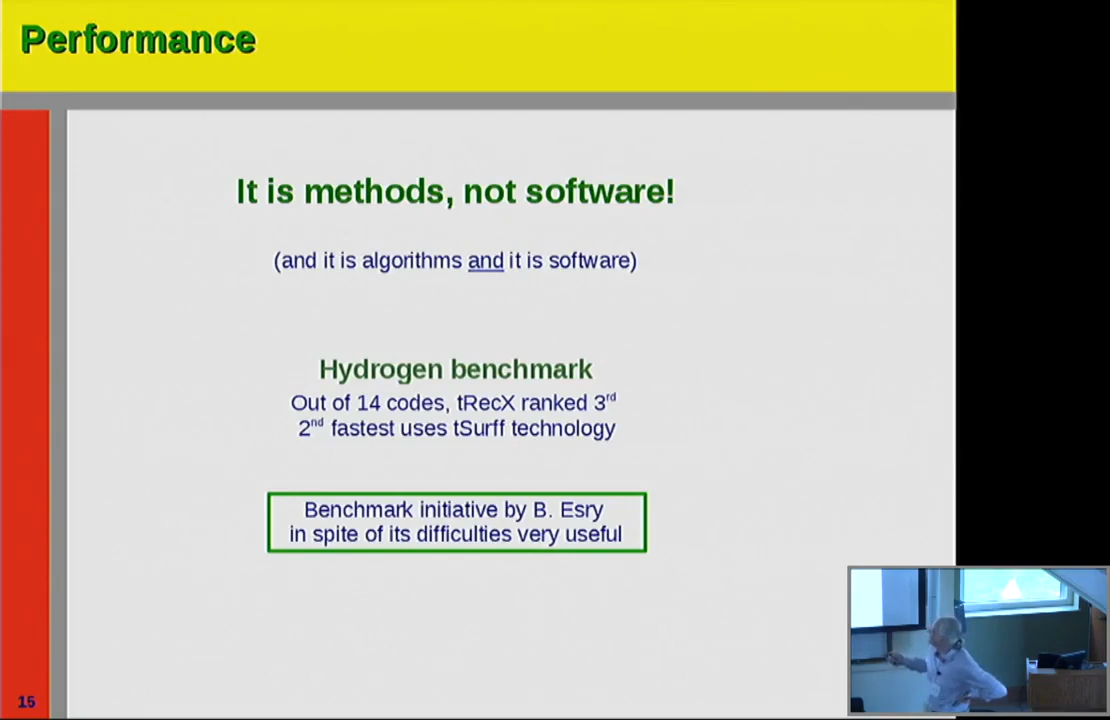 Performance
It is methods, not software!
(and it is algorithms and it is software)
Hydrogen benchmark
Out of 14 codes, tRecX ranked 3rd
2nd fastest uses tSurff technology
Benchmark initiative by B. Esry
in spite of its difficulties very useful
15